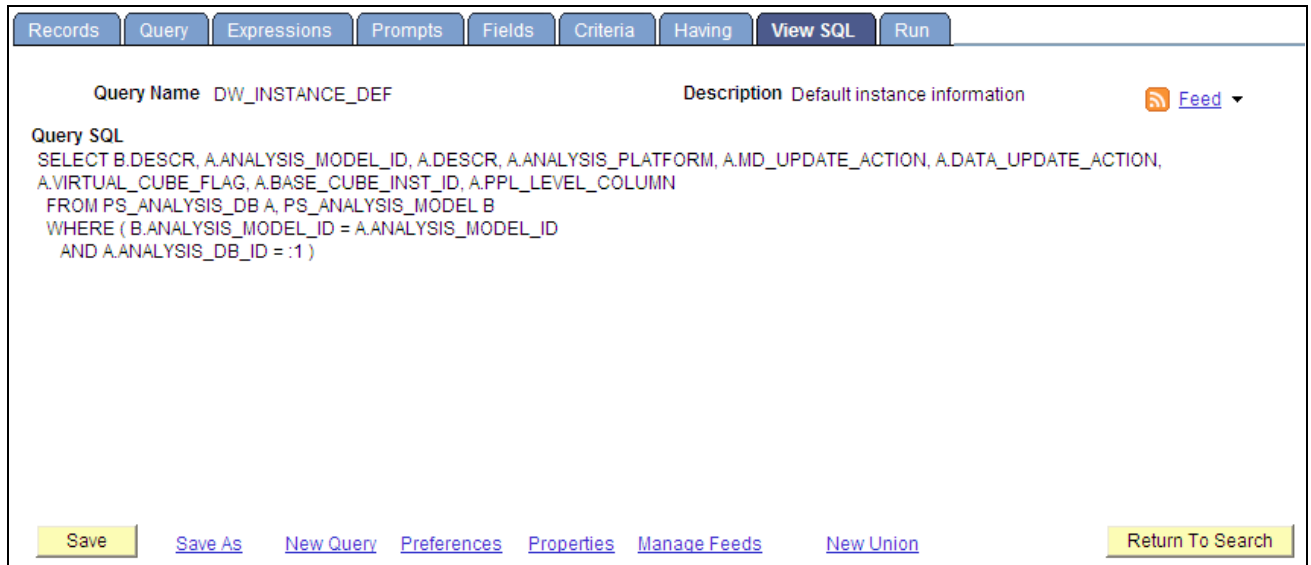 Records Query Expressions Prompts Fields Criteria Having View SQL Run
Query Name DW_INSTANCE_DEF Description Default instance information Feed
Query SQL
SELECT B.DESCR, A.ANALYSIS_MODEL_ID, A.DESCR, A.ANALYSIS_PLATFORM, A.MD_UPDATE_ACTION, A.DATA_UPDATE_ACTION,
A.VIRTUAL_CUBE_FLAG, A.BASE_CUBE_INST_ID, A.PPL_LEVEL_COLUMN
FROM PS_ANALYSIS_DB A, PS_ANALYSIS_MODEL B
WHERE ( B.ANALYSIS_MODEL_ID = A.ANALYSIS_MODEL_ID
AND A.ANALYSIS_DB_ID = :1 )
Save Save As New Query Preferences Properties Manage Feeds New Union Return To Search